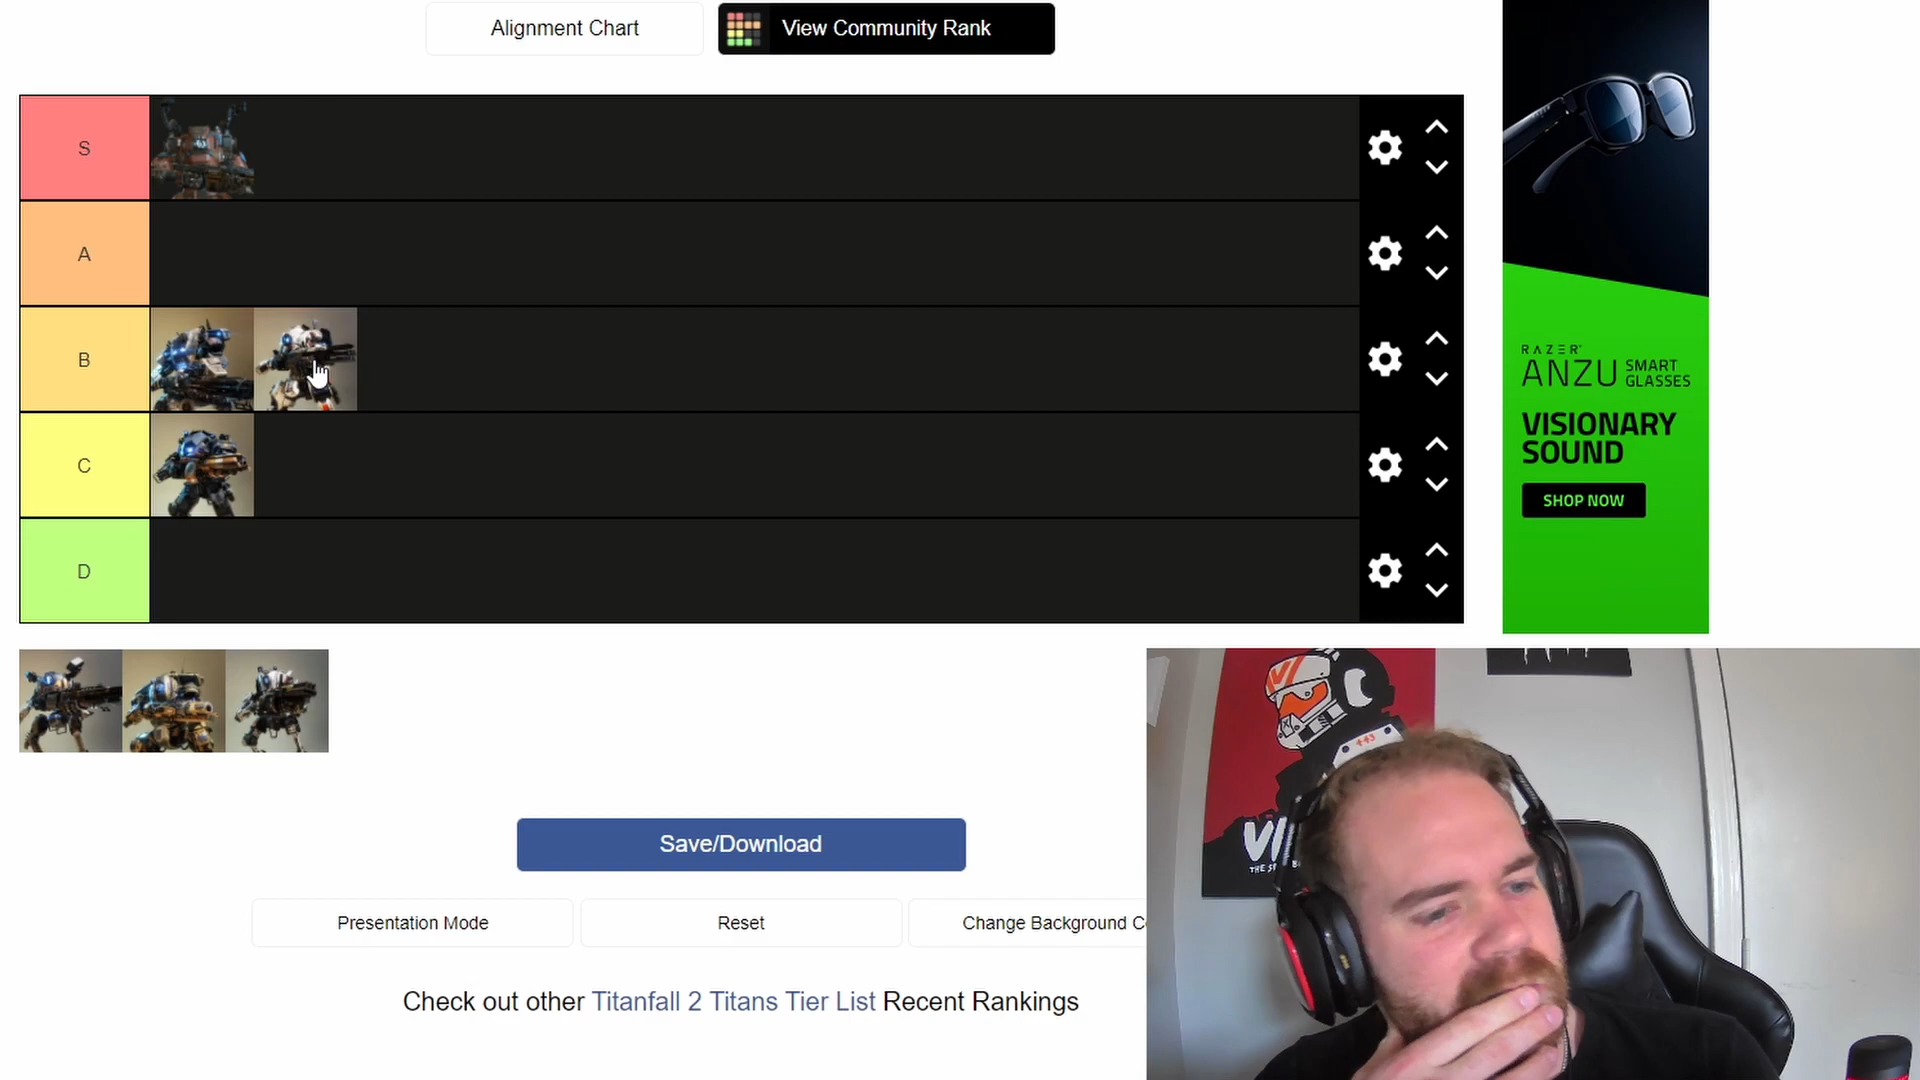 Alignment Chart
View Community Rank
S
A
B
C
D
RAZER
ANZU SMART
GLASSES
VISIONARY
SOUND
SHOP NOW
Save/Download
Presentation Mode
Reset
Change Background
Check out other Titanfall 2 Titans Tier List Recent Rankings
443